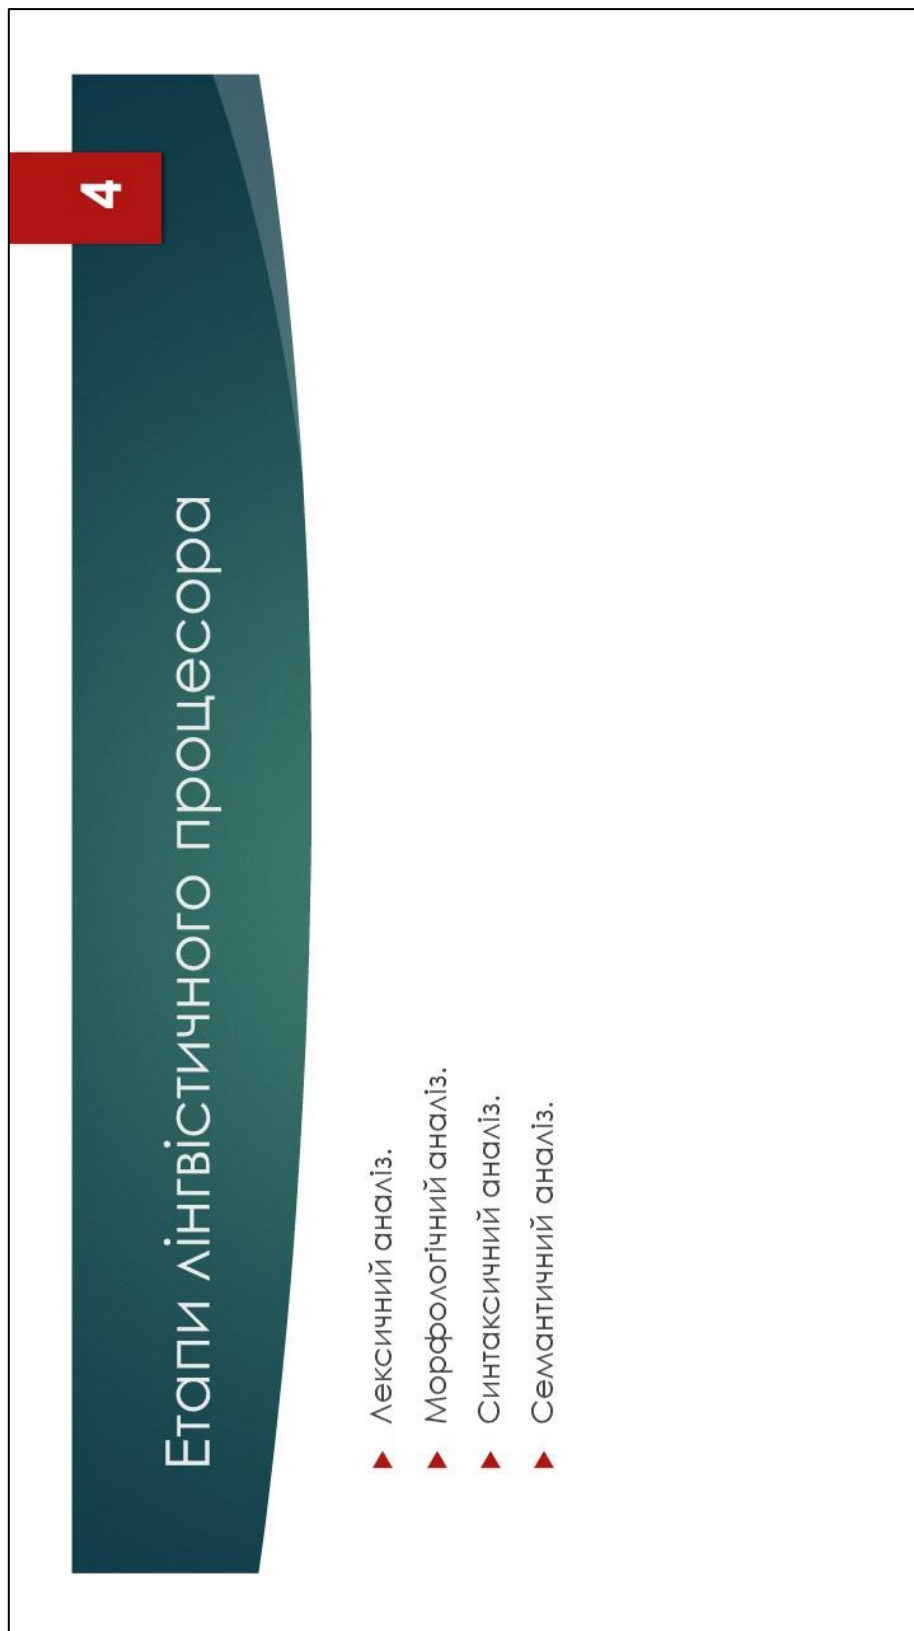 4
Етапи лінгвістичного процесора
Лексичний аналіз.
Морфологічний аналіз.
Синтаксичний аналіз.
Семантичний аналіз.